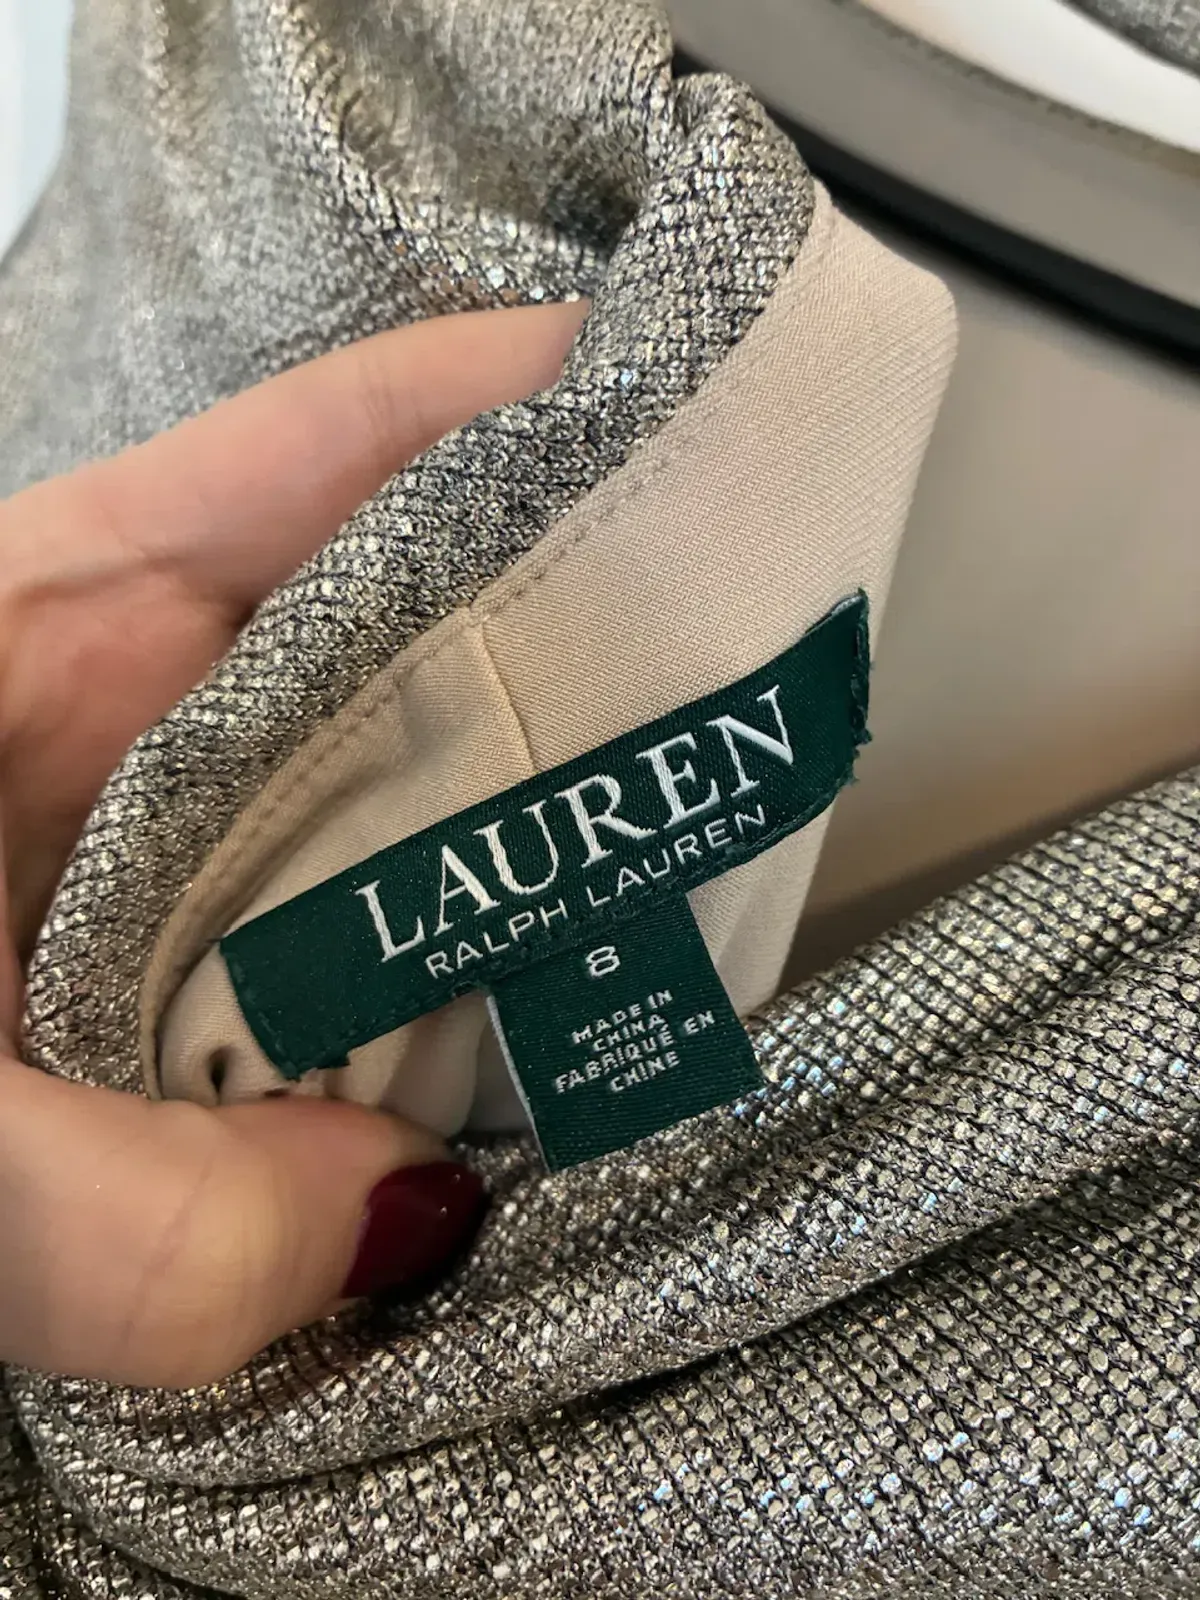 LAUREN
RALPH LAUREN
8
MADE IN
CHINA
FABRIQUÉ EN
CHINE